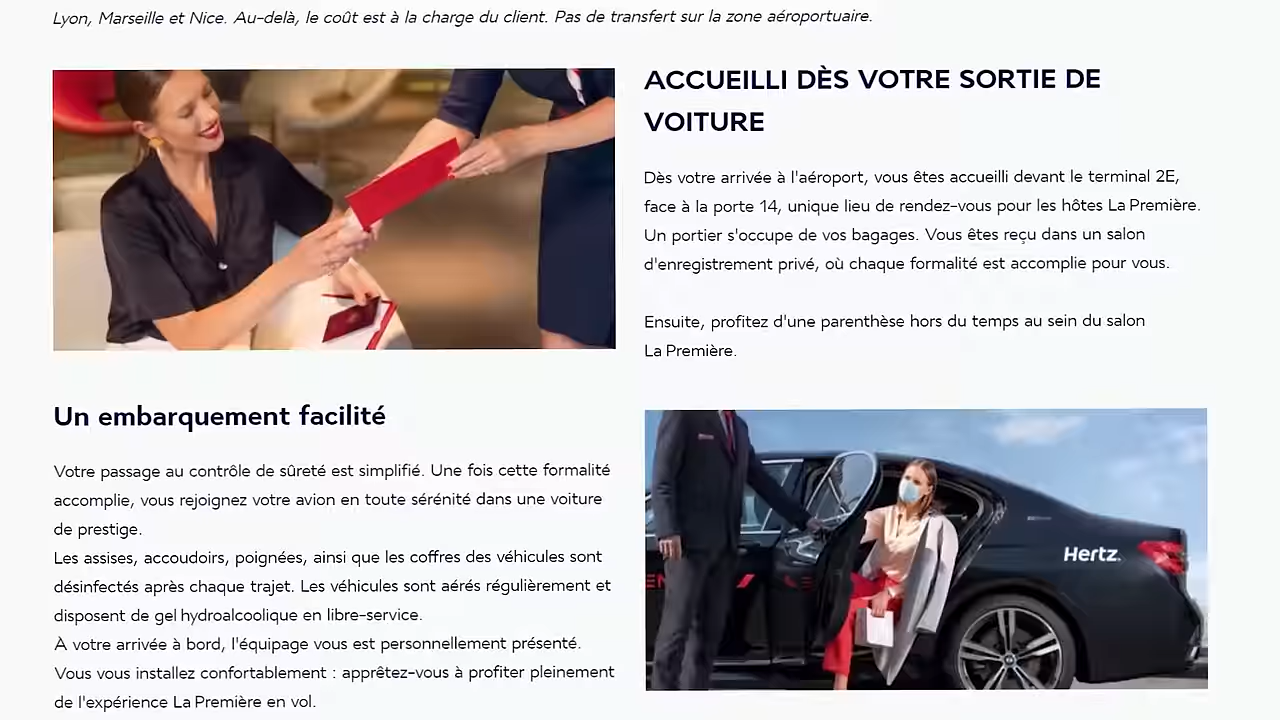 Lyon, Marseille et Nice. Au-delà, le coût est à la charge du client. Pas de transfert sur la zone aéroportuaire.
ACCUEILLI DÈS VOTRE SORTIE DE
VOITURE
Dès votre arrivée à l'aéroport, vous êtes accueilli devant le terminal 2E,
face à la porte 14, unique lieu de rendez-vous pour les hôtes La Première.
Un portier s'occupe de vos bagages. Vous êtes reçu dans un salon
d'enregistrement privé, où chaque formalité est accomplie pour vous.
Ensuite, profitez d'une parenthèse hors du temps au sein du salon
La Première.
Un embarquement facilité
Votre passage au contrôle de sûreté est simplifié. Une fois cette formalité
accomplie, vous rejoignez votre avion en toute sérénité dans une voiture
de prestige.
Les assises, accoudoirs, poignées, ainsi que les coffres des véhicules sont
désinfectés après chaque trajet. Les véhicules sont aérés régulièrement et
disposent de gel hydroalcoolique en libre-service.
À votre arrivée à bord, l'équipage vous est personnellement présenté.
Vous vous installez confortablement : apprêtez-vous à profiter pleinement
de l'expérience La Première en vol.
Hertz.